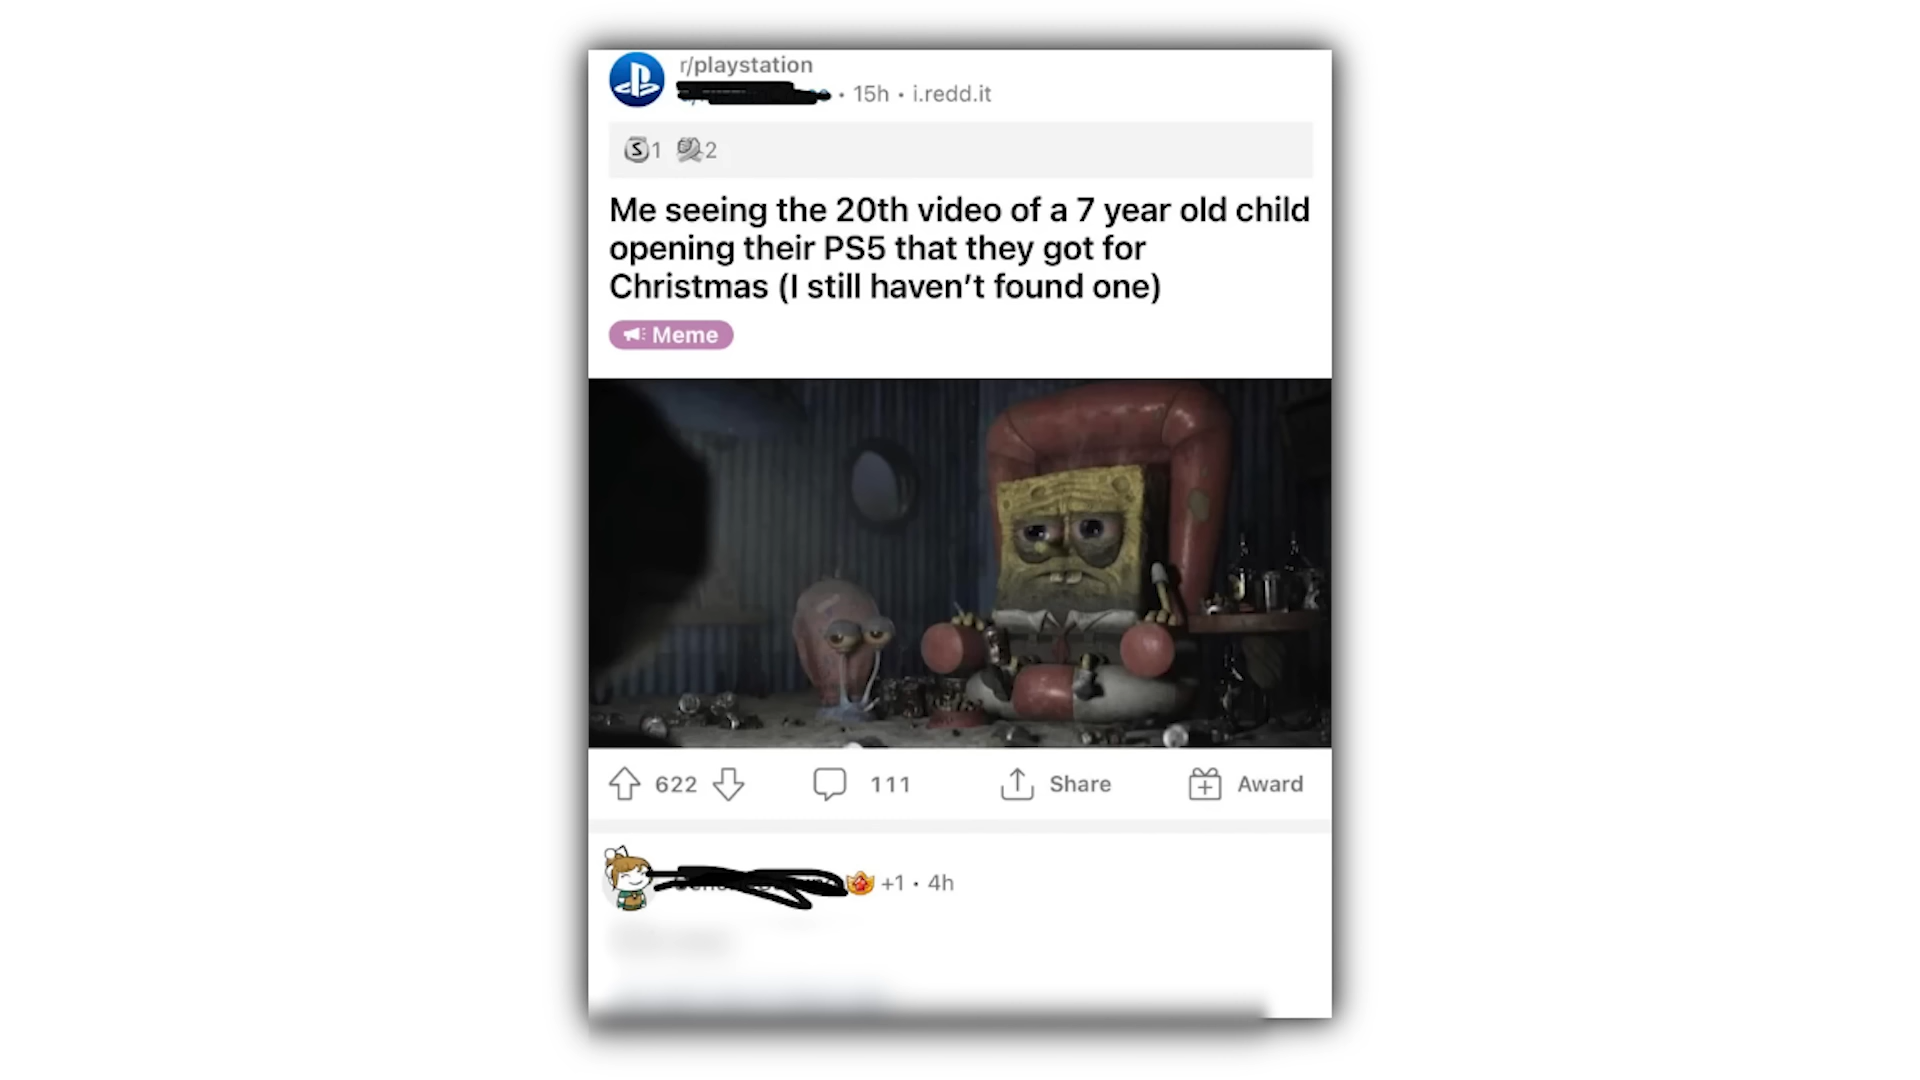 r/playstation
• 15h • i.redd.it
S1 2
Me seeing the 20th video of a 7 year old child
opening their PS5 that they got for
Christmas (I still haven’t found one)
Meme
622 111 Share Award
+1 • 4h